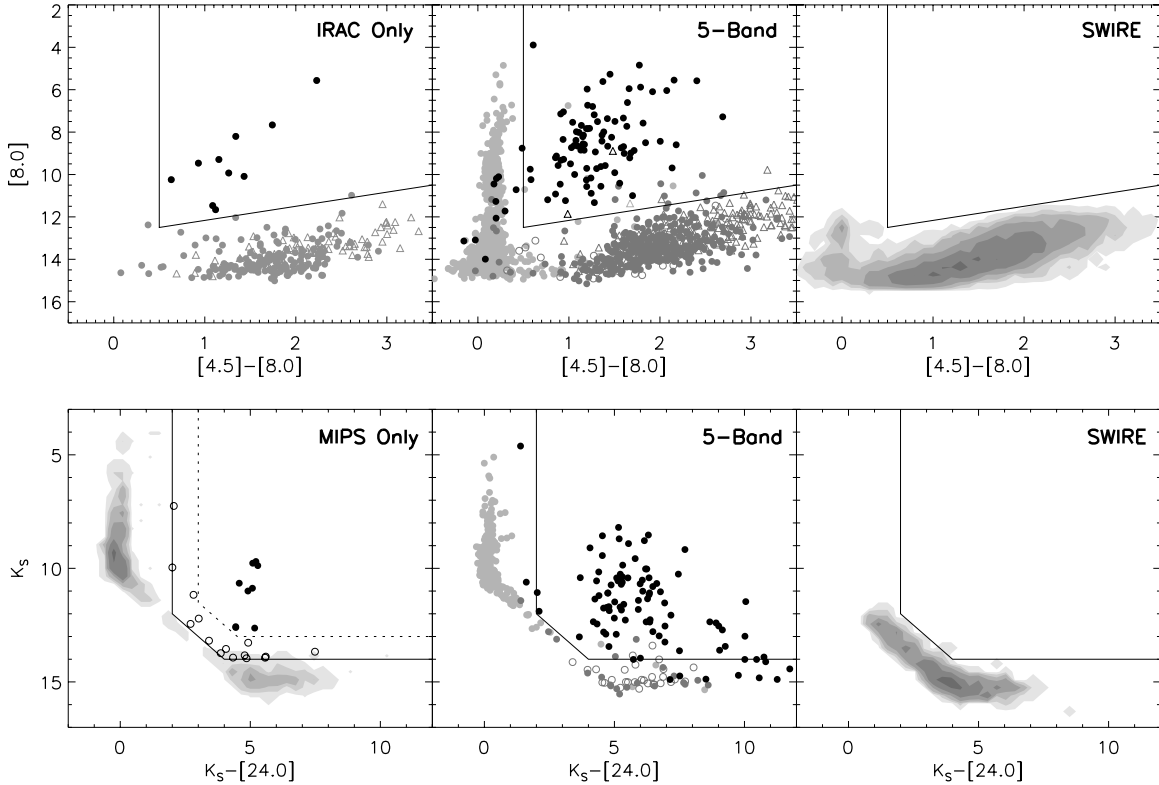 IRAC Only
5-Band
SWIRE
[8.0]
2
4
6
8
10
12
14
16
0 1 2 3
0 1 2 3
0 1 2 3
[4.5]-[8.0]
[4.5]-[8.0]
[4.5]-[8.0]
MIPS Only
5-Band
SWIRE
Ks
5
10
15
0 5 10
0 5 10
0 5 10
Ks-[24.0]
Ks-[24.0]
Ks-[24.0]